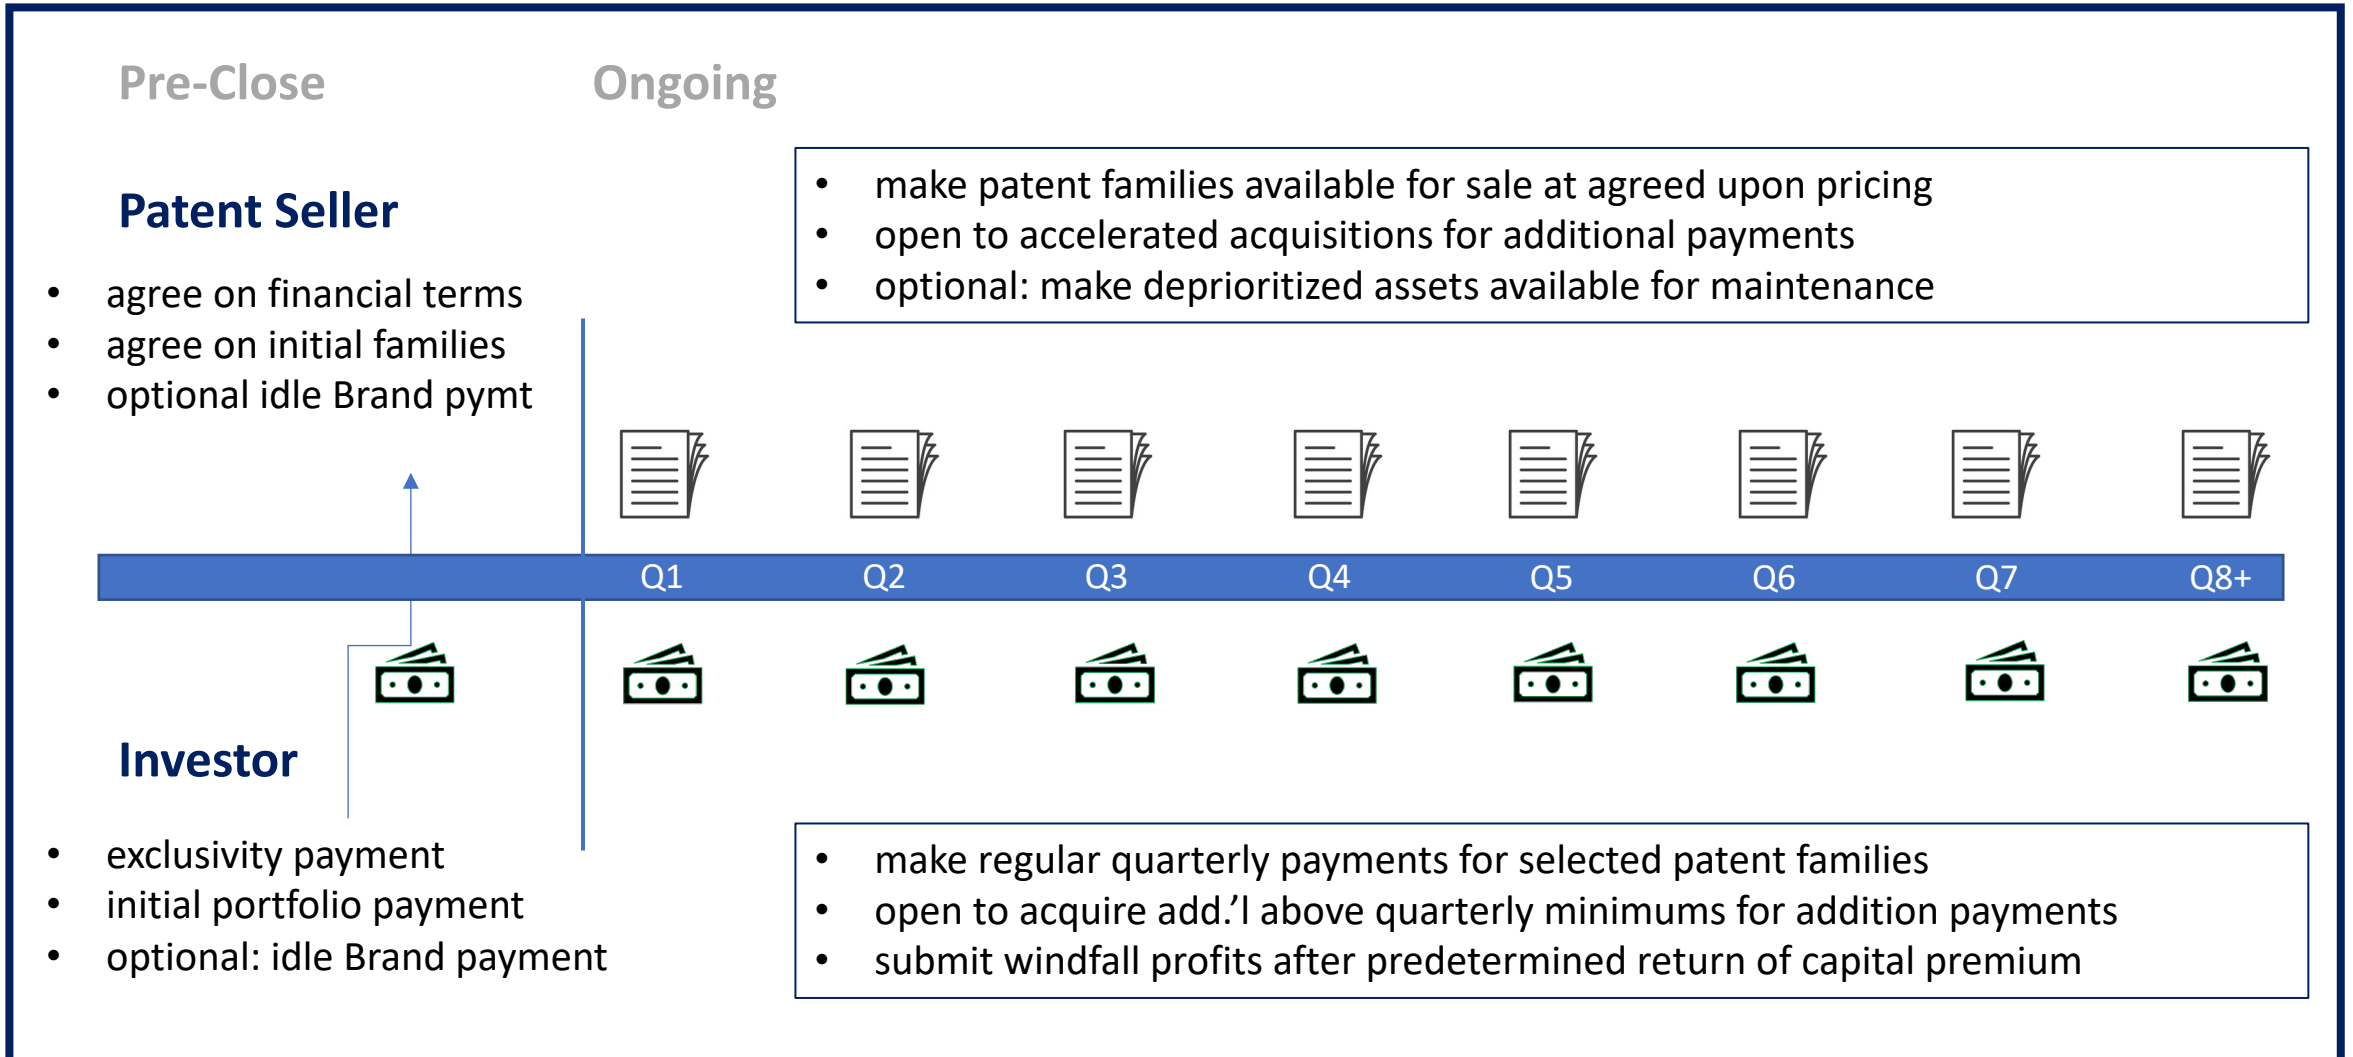 Pre-Close
Ongoing
Patent Seller
• agree on financial terms
• agree on initial families
• optional idle Brand pymt
• make patent families available for sale at agreed upon pricing
• open to accelerated acquisitions for additional payments
• optional: make deprioritized assets available for maintenance
Q1 Q2 Q3 Q4 Q5 Q6 Q7 Q8+
Investor
• exclusivity payment
• initial portfolio payment
• optional: idle Brand payment
• make regular quarterly payments for selected patent families
• open to acquire add.’l above quarterly minimums for addition payments
• submit windfall profits after predetermined return of capital premium